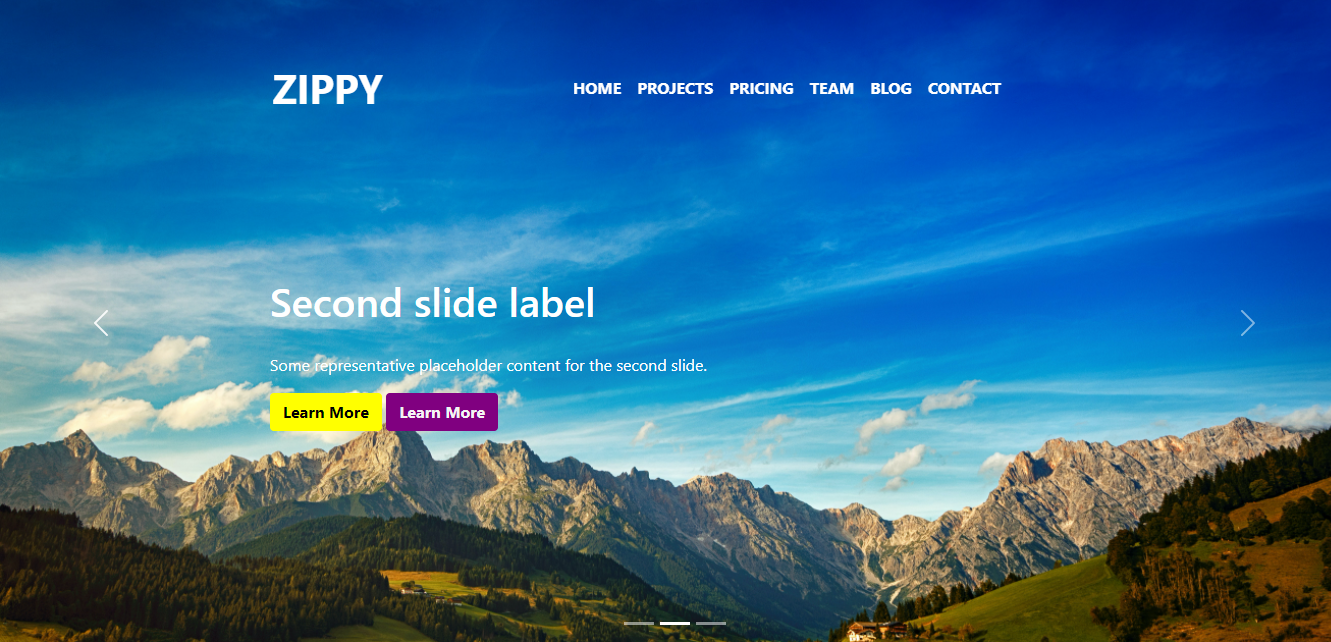 ZIPPY
HOME PROJECTS PRICING TEAM BLOG CONTACT
Second slide label
Some representative placeholder content for the second slide.
Learn More Learn More